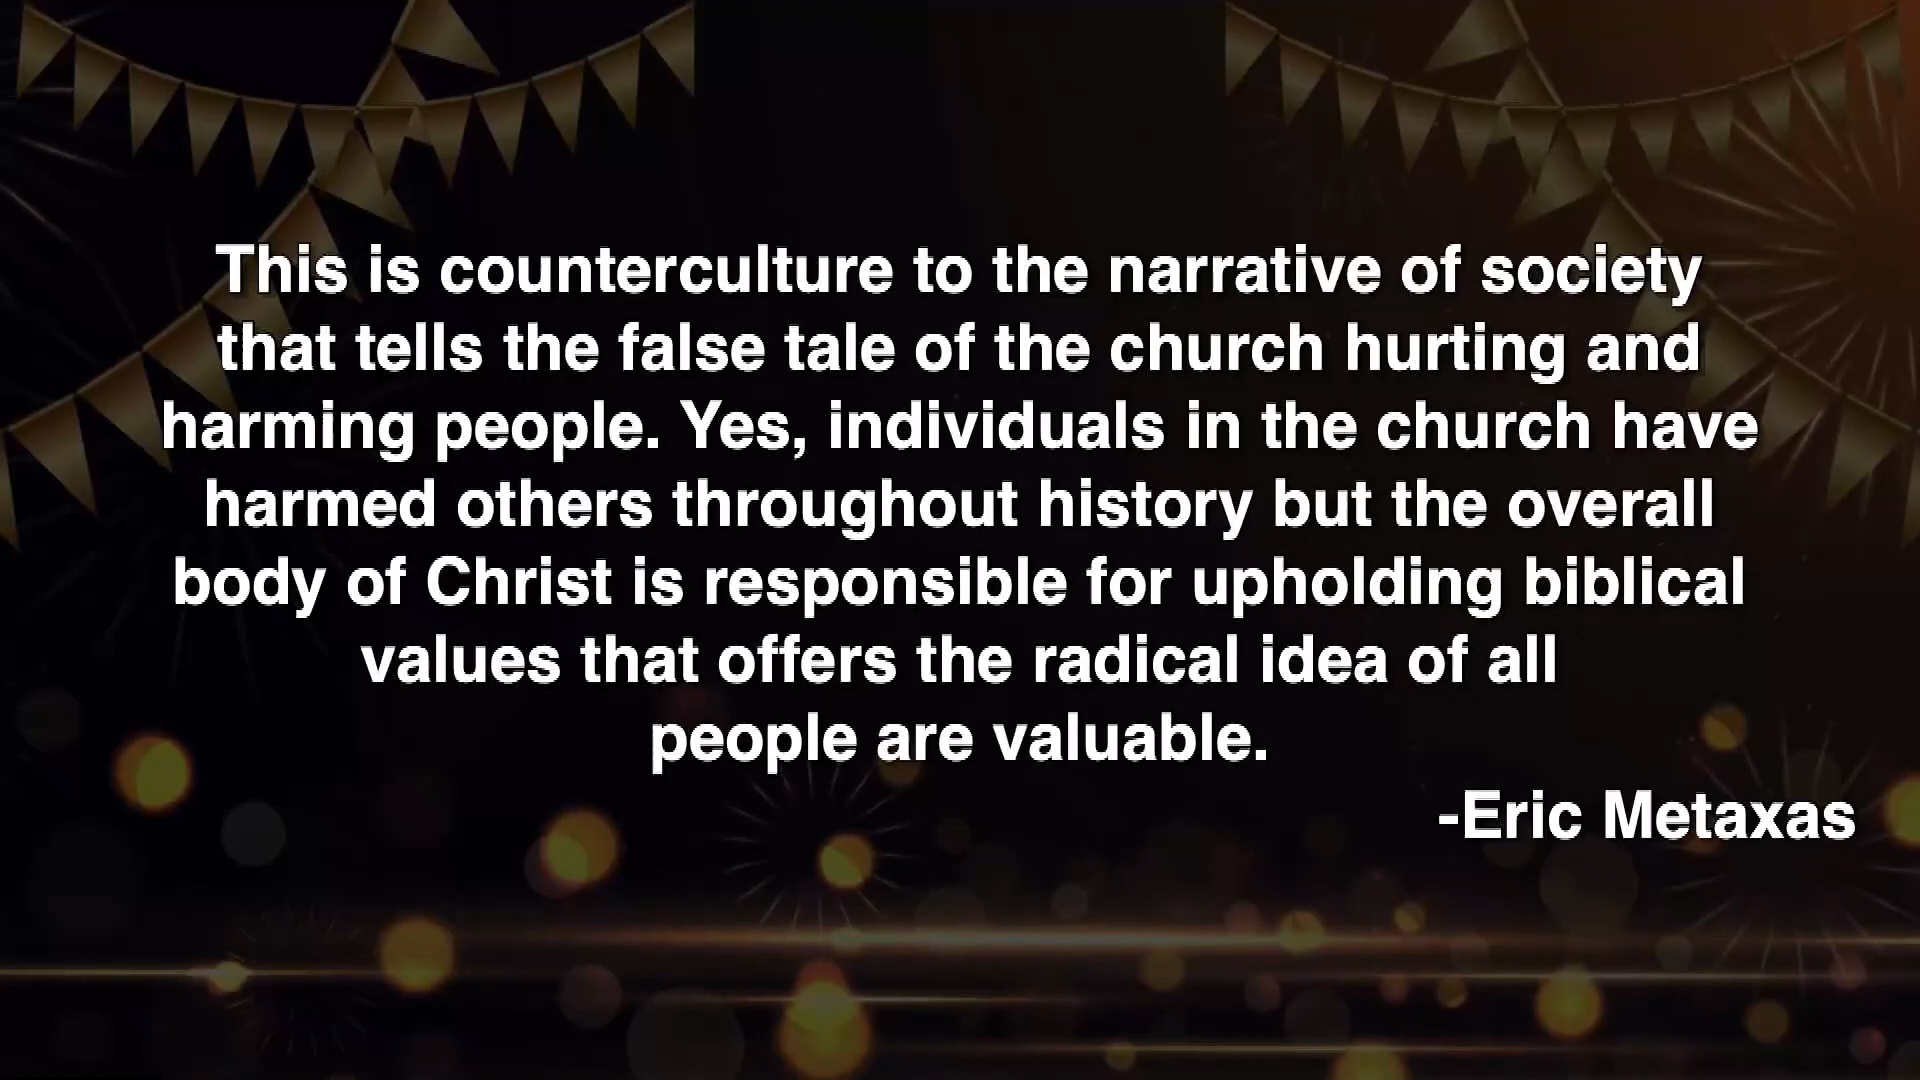 This is counterculture to the narrative of society
that tells the false tale of the church hurting and
harming people. Yes, individuals in the church have
harmed others throughout history but the overall
body of Christ is responsible for upholding biblical
values that offers the radical idea of all
people are valuable.
-Eric Metaxas